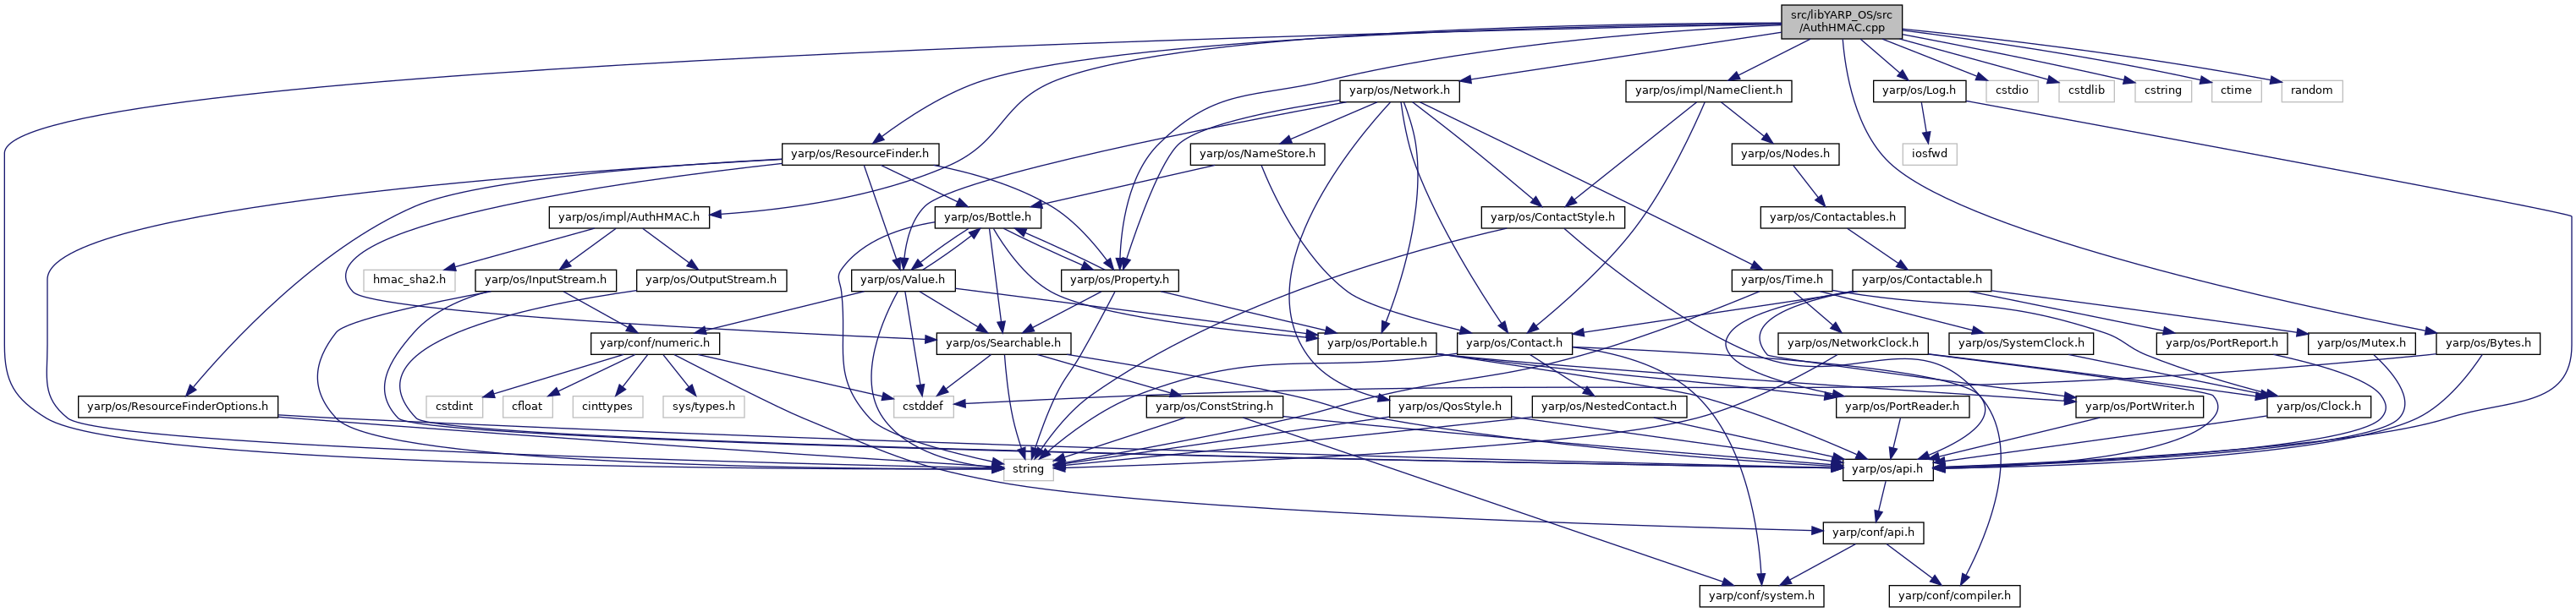 src/libYARP_OS/src
/AuthHMAC.cpp
yarp/os/Network.h
yarp/os/impl/NameClient.h
yarp/os/Log.h
cstdio
cstdlib
cstring
ctime
random
yarp/os/ResourceFinder.h
yarp/os/NameStore.h
yarp/os/Nodes.h
iosfwd
yarp/os/impl/AuthHMAC.h
yarp/os/Bottle.h
yarp/os/ContactStyle.h
yarp/os/Contactables.h
hmac_sha2.h
yarp/os/InputStream.h
yarp/os/OutputStream.h
yarp/os/Value.h
yarp/os/Property.h
yarp/os/Time.h
yarp/os/Contactable.h
yarp/conf/numeric.h
yarp/os/Searchable.h
yarp/os/Portable.h
yarp/os/Contact.h
yarp/os/NetworkClock.h
yarp/os/SystemClock.h
yarp/os/PortReport.h
yarp/os/Mutex.h
yarp/os/Bytes.h
yarp/os/ResourceFinderOptions.h
cstdint
cfloat
cinttypes
sys/types.h
cstddef
yarp/os/ConstString.h
yarp/os/QosStyle.h
yarp/os/NestedContact.h
yarp/os/PortReader.h
yarp/os/PortWriter.h
yarp/os/Clock.h
string
yarp/os/api.h
yarp/conf/api.h
yarp/conf/system.h
yarp/conf/compiler.h